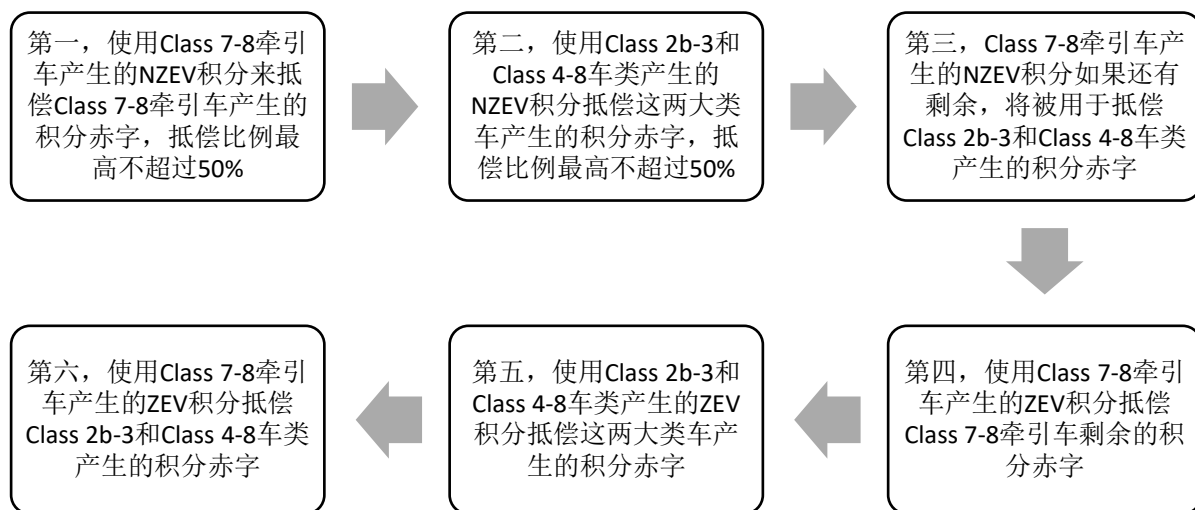 第一，使用Class 7-8牵引
车产生的NZEV积分来抵
偿Class 7-8牵引车产生的
积分赤字，抵偿比例最
高不超过50%
第二，使用Class 2b-3和
Class 4-8车类产生的
NZEV积分抵偿这两大类
车产生的积分赤字，抵
偿比例最高不超过50%
第三，Class 7-8牵引车产
生的NZEV积分如果还有
剩余，将被用于抵偿
Class 2b-3和Class 4-8车类
产生的积分赤字
第四，使用Class 7-8牵引
车产生的ZEV积分抵偿
Class 7-8牵引车剩余的积
分赤字
第五，使用Class 2b-3和
Class 4-8车类产生的ZEV
积分抵偿这两大类车产
生的积分赤字
第六，使用Class 7-8牵引
车产生的ZEV积分抵偿
Class 2b-3和Class 4-8车类
产生的积分赤字